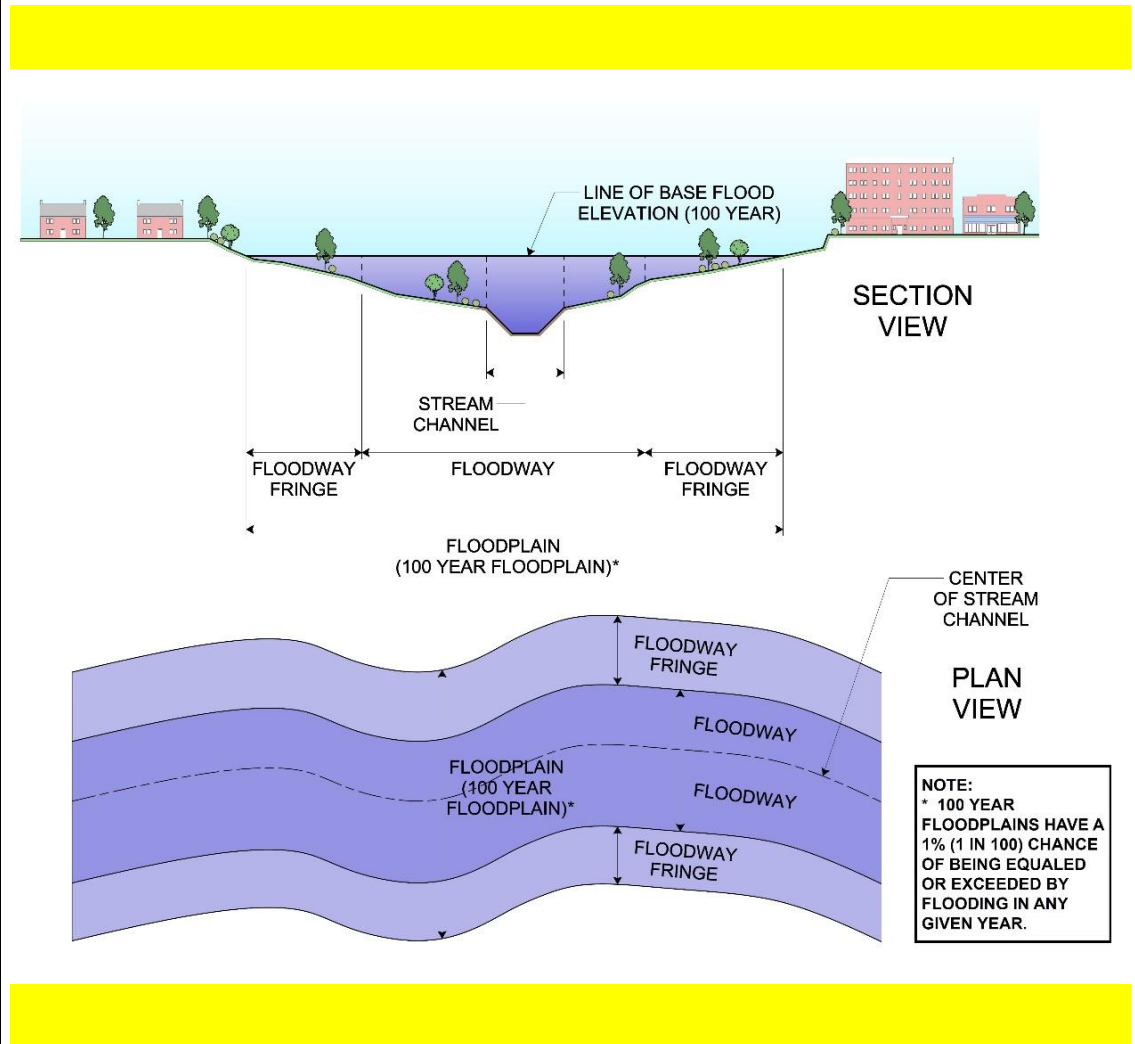 LINE OF BASE FLOOD
ELEVATION (100 YEAR)
SECTION
VIEW
STREAM
CHANNEL
FLOODWAY
FRINGE
FLOODWAY
FLOODWAY
FRINGE
FLOODPLAIN
(100 YEAR FLOODPLAIN)*
CENTER
OF STREAM
CHANNEL
FLOODWAY
FRINGE
PLAN
VIEW
FLOODWAY
FLOODPLAIN
(100 YEAR
FLOODPLAIN)*
FLOODWAY
FLOODWAY
FRINGE
NOTE:
* 100 YEAR
FLOODPLAINS HAVE A
1% (1 IN 100) CHANCE
OF BEING EQUALED
OR EXCEEDED BY
FLOODING IN ANY
GIVEN YEAR.